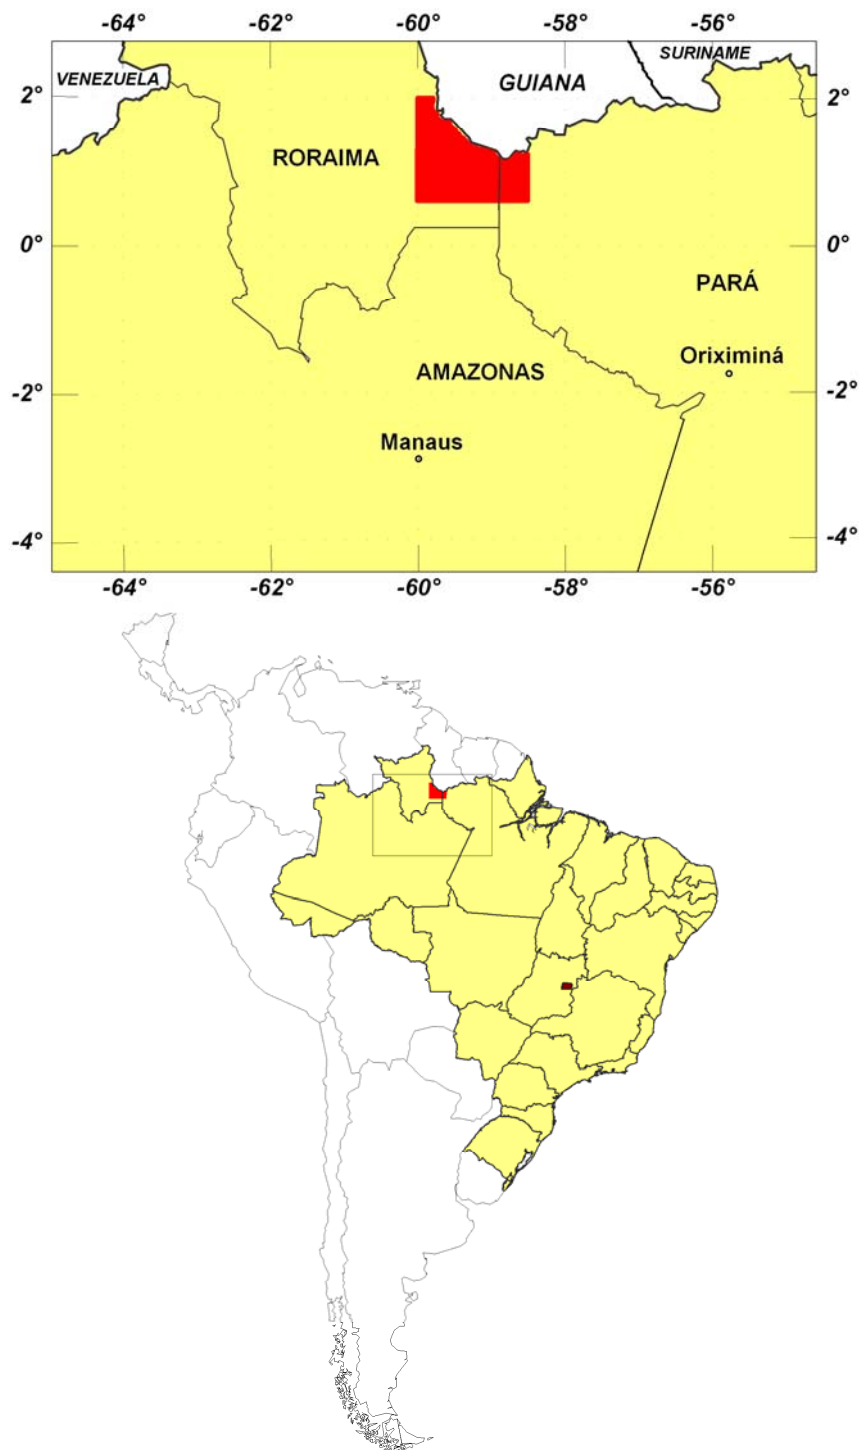 -64° -62° -60° -58° -56°
SURINAME
VENEZUELA
GUIANA
2° 2°
RORAIMA
0° 0°
PARÁ
Oriximiná
AMAZONAS
-2° -2°
Manaus
-4° -4°
-64° -62° -60° -58° -56°